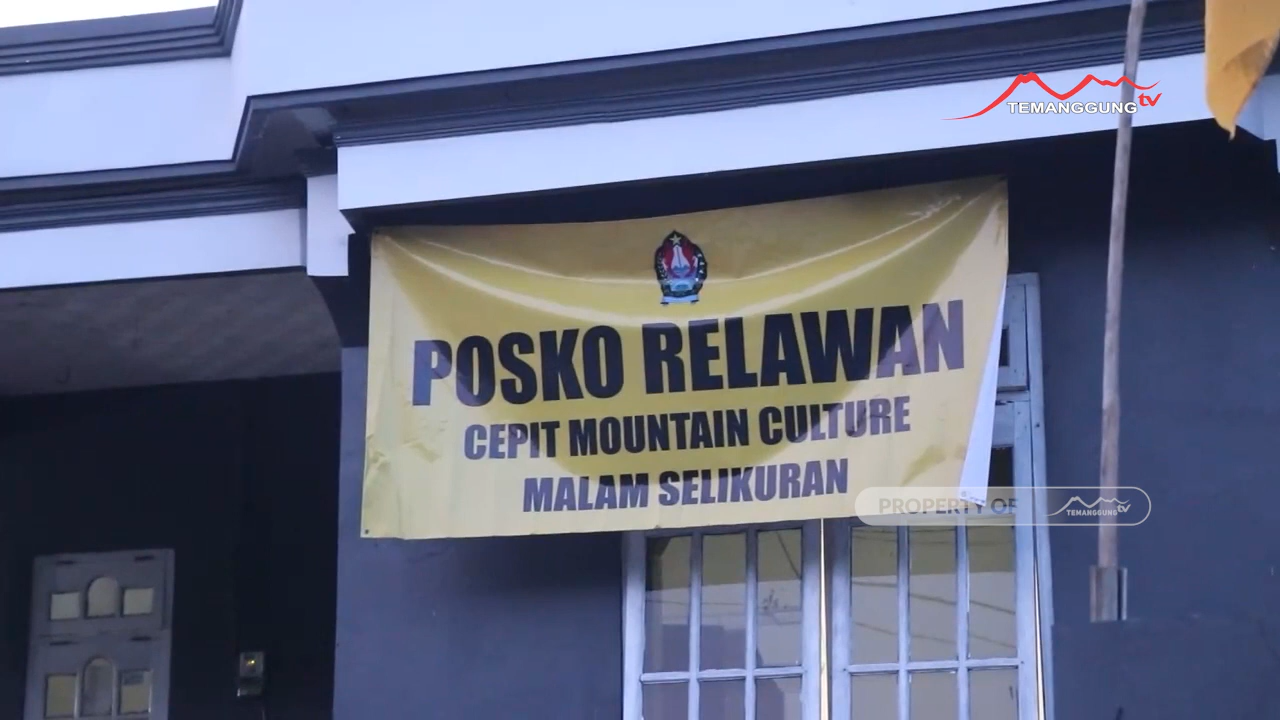 TEMANGGUNG tv
POSKO RELAWAN
CEPIT MOUNTAIN CULTURE
MALAM SELIKURAN
PROPERTY OF TEMANGGUNG tv